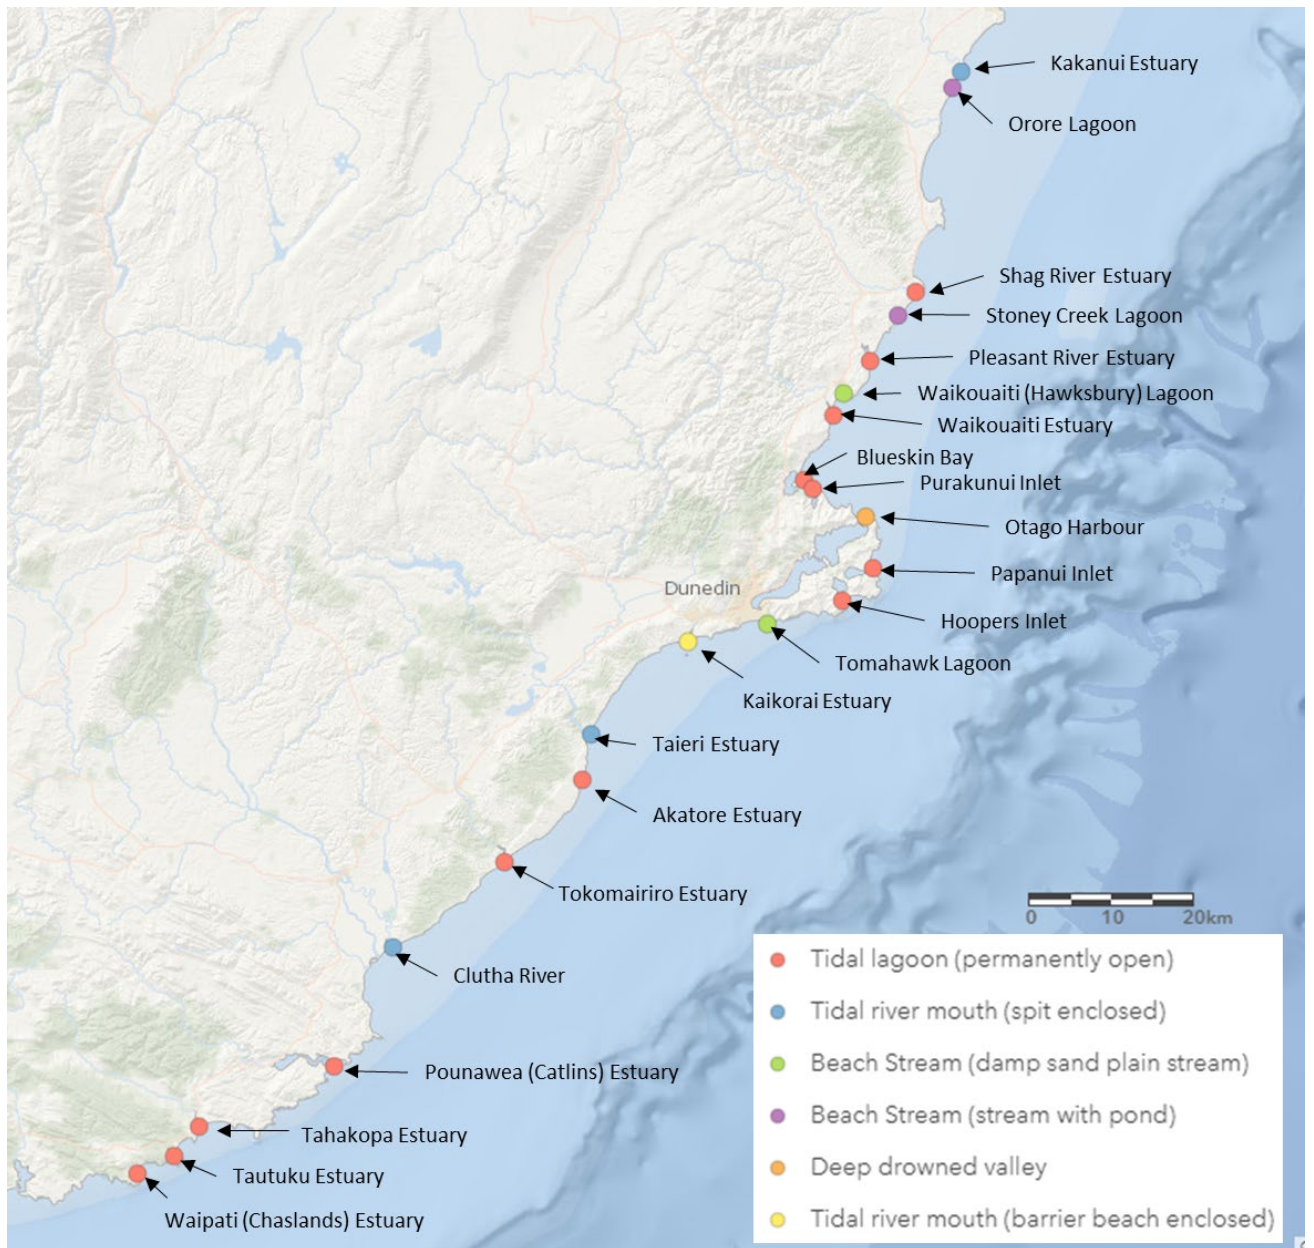 Kakanui Estuary
Orore Lagoon
Shag River Estuary
Stoney Creek Lagoon
Pleasant River Estuary
Waikouaiti (Hawksbury) Lagoon
Waikouaiti Estuary
Blueskin Bay
Purakunui Inlet
Otago Harbour
Papanui Inlet
Dunedin
Hoopers Inlet
Tomahawk Lagoon
Kaikorai Estuary
Taieri Estuary
Akatore Estuary
Tokomairiro Estuary
0 10 20km
Clutha River
Pounawea (Catlins) Estuary
Tahakopa Estuary
Tautuku Estuary
Waipati (Chaslands) Estuary
Tidal lagoon (permanently open)
Tidal river mouth (spit enclosed)
Beach Stream (damp sand plain stream)
Beach Stream (stream with pond)
Deep drowned valley
Tidal river mouth (barrier beach enclosed)